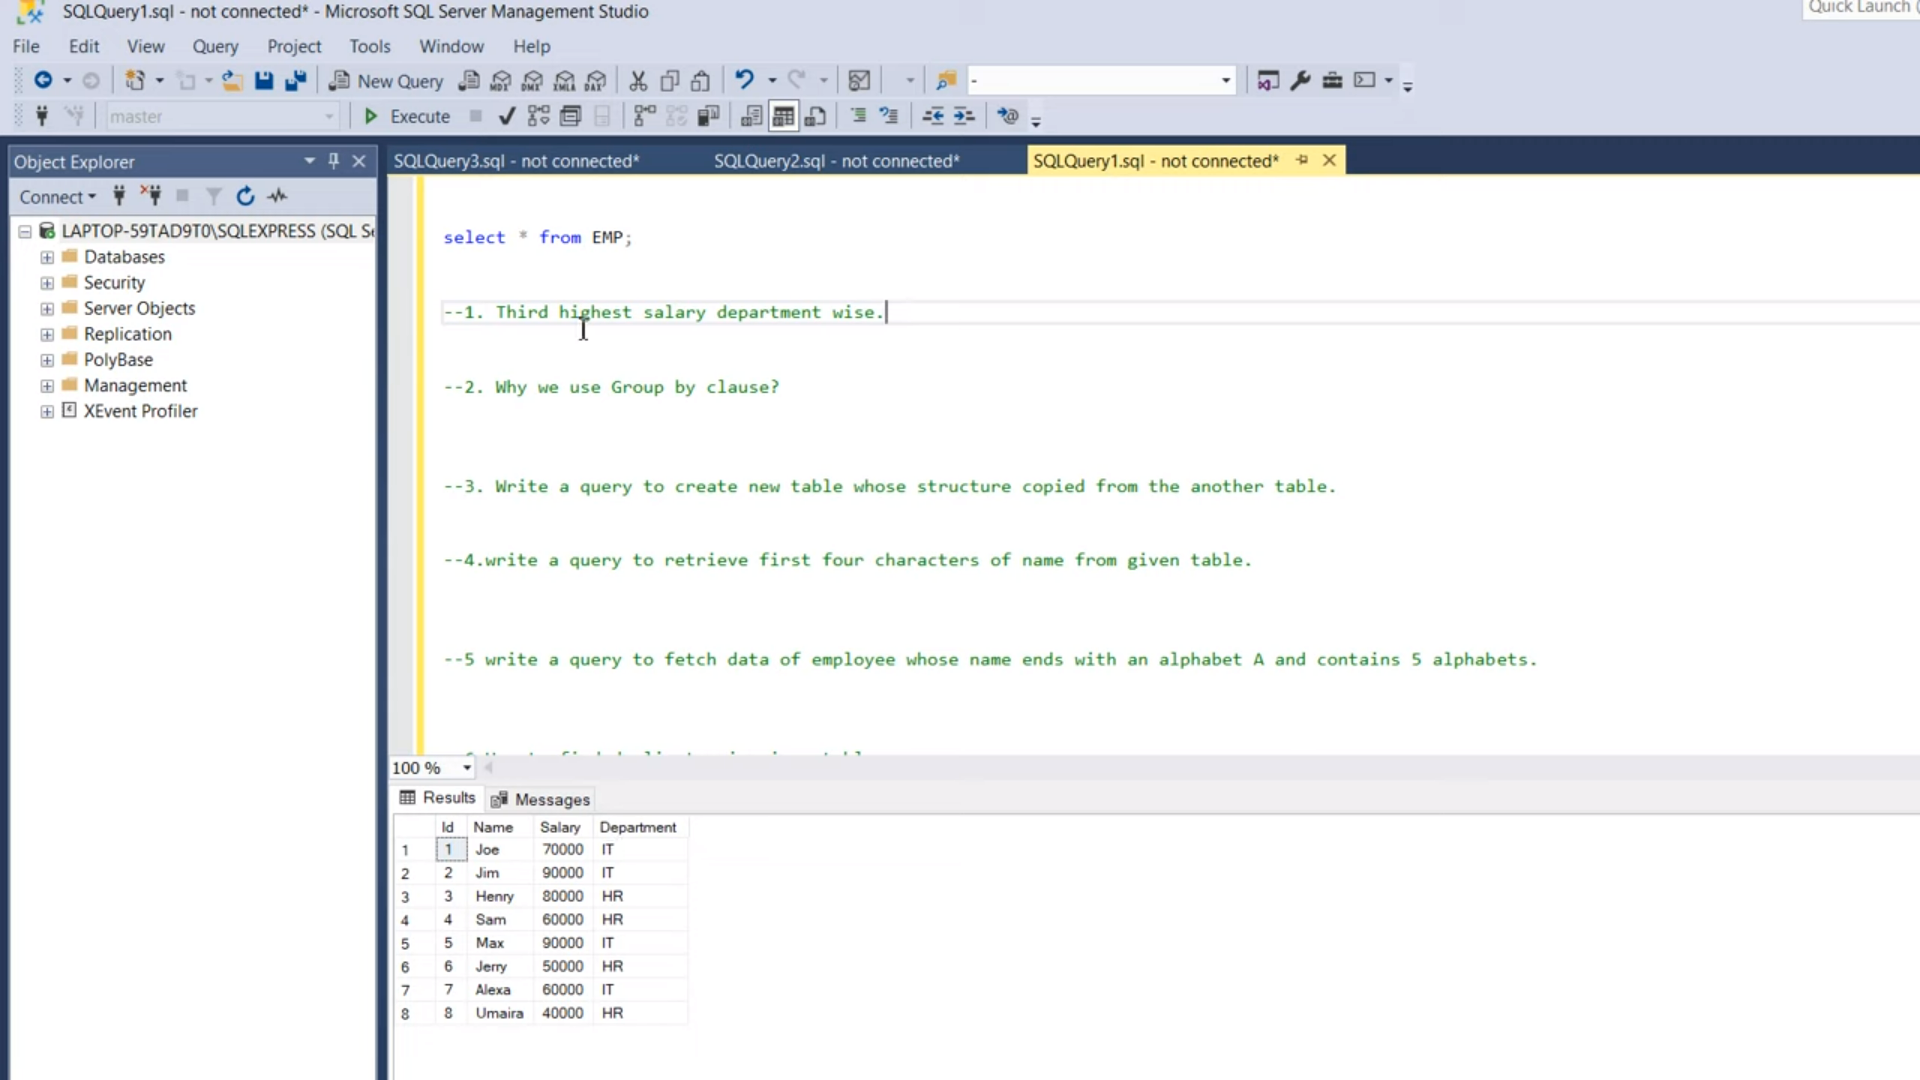 SQLQuery1.sql - not connected* - Microsoft SQL Server Management Studio
Quick Launch (
File Edit View Query Project Tools Window Help
New Query MDX DMX XMLA DAX -
master Execute
Object Explorer
SQLQuery3.sql - not connected* SQLQuery2.sql - not connected* SQLQuery1.sql - not connected*
Connect
LAPTOP-59TAD9T0\SQLEXPRESS (SQL Se
Databases
Security
Server Objects
Replication
PolyBase
Management
XEvent Profiler
select * from EMP;
--1. Third highest salary department wise.
--2. Why we use Group by clause?
--3. Write a query to create new table whose structure copied from the another table.
--4.write a query to retrieve first four characters of name from given table.
--5 write a query to fetch data of employee whose name ends with an alphabet A and contains 5 alphabets.
100 %
Results Messages
Id Name Salary Department
1 1 Joe 70000 IT
2 2 Jim 90000 IT
3 3 Henry 80000 HR
4 4 Sam 60000 HR
5 5 Max 90000 IT
6 6 Jerry 50000 HR
7 7 Alexa 60000 IT
8 8 Umaira 40000 HR